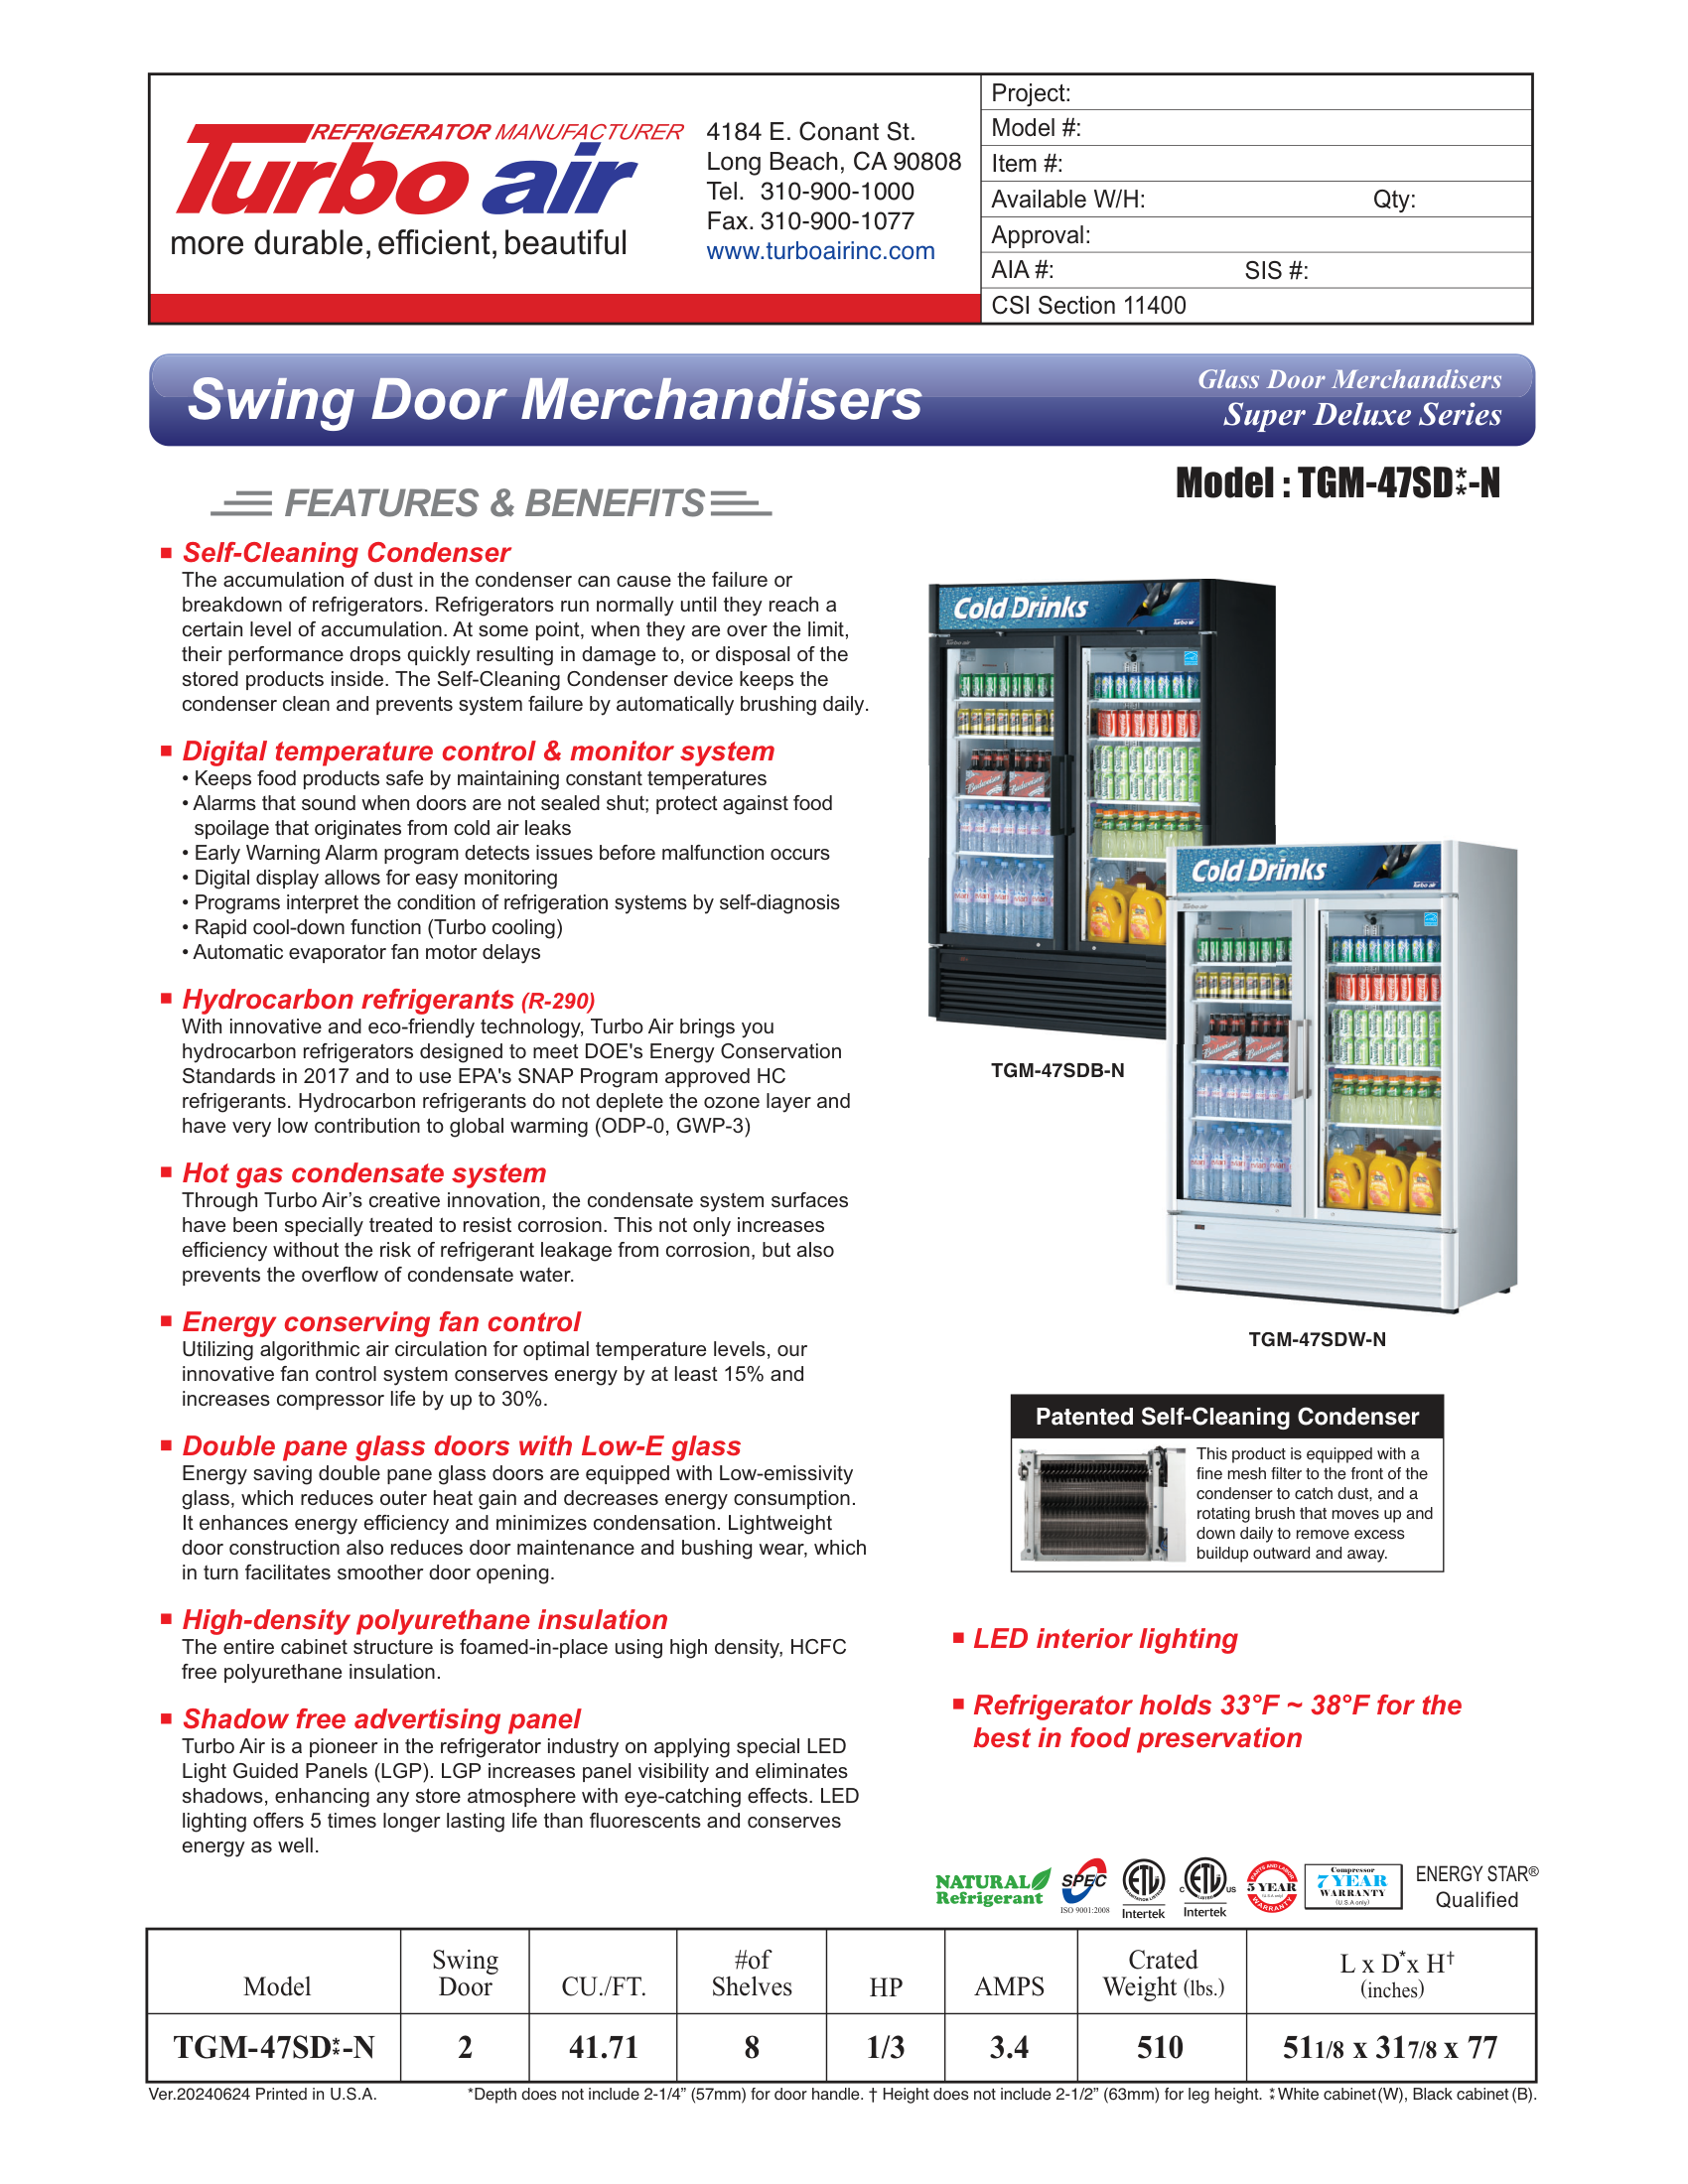 REFRIGERATOR MANUFACTURER
Turbo air
more durable, efficient, beautiful
4184 E. Conant St.
Long Beach, CA 90808
Tel. 310-900-1000
Fax. 310-900-1077
www.turboairinc.com
Project:
Model #:
Item #:
Available W/H: Qty:
Approval:
AIA #: SIS #:
CSI Section 11400
Swing Door Merchandisers
Glass Door Merchandisers
Super Deluxe Series
Model : TGM-47SD⁑-N
FEATURES & BENEFITS
Self-Cleaning Condenser
The accumulation of dust in the condenser can cause the failure or
breakdown of refrigerators. Refrigerators run normally until they reach a
certain level of accumulation. At some point, when they are over the limit,
their performance drops quickly resulting in damage to, or disposal of the
stored products inside. The Self-Cleaning Condenser device keeps the
condenser clean and prevents system failure by automatically brushing daily.
Digital temperature control & monitor system
• Keeps food products safe by maintaining constant temperatures
• Alarms that sound when doors are not sealed shut; protect against food
spoilage that originates from cold air leaks
• Early Warning Alarm program detects issues before malfunction occurs
• Digital display allows for easy monitoring
• Programs interpret the condition of refrigeration systems by self-diagnosis
• Rapid cool-down function (Turbo cooling)
• Automatic evaporator fan motor delays
Hydrocarbon refrigerants (R-290)
With innovative and eco-friendly technology, Turbo Air brings you
hydrocarbon refrigerators designed to meet DOE's Energy Conservation
Standards in 2017 and to use EPA's SNAP Program approved HC
refrigerants. Hydrocarbon refrigerants do not deplete the ozone layer and
have very low contribution to global warming (ODP-0, GWP-3)
Hot gas condensate system
Through Turbo Air’s creative innovation, the condensate system surfaces
have been specially treated to resist corrosion. This not only increases
efficiency without the risk of refrigerant leakage from corrosion, but also
prevents the overflow of condensate water.
Energy conserving fan control
Utilizing algorithmic air circulation for optimal temperature levels, our
innovative fan control system conserves energy by at least 15% and
increases compressor life by up to 30%.
Double pane glass doors with Low-E glass
Energy saving double pane glass doors are equipped with Low-emissivity
glass, which reduces outer heat gain and decreases energy consumption.
It enhances energy efficiency and minimizes condensation. Lightweight
door construction also reduces door maintenance and bushing wear, which
in turn facilitates smoother door opening.
High-density polyurethane insulation
The entire cabinet structure is foamed-in-place using high density, HCFC
free polyurethane insulation.
Shadow free advertising panel
Turbo Air is a pioneer in the refrigerator industry on applying special LED
Light Guided Panels (LGP). LGP increases panel visibility and eliminates
shadows, enhancing any store atmosphere with eye-catching effects. LED
lighting offers 5 times longer lasting life than fluorescents and conserves
energy as well.
Cold Drinks
Turbo air
TGM-47SDB-N
Cold Drinks
Turbo air
TGM-47SDW-N
Patented Self-Cleaning Condenser
This product is equipped with a
fine mesh filter to the front of the
condenser to catch dust, and a
rotating brush that moves up and
down daily to remove excess
buildup outward and away.
LED interior lighting
Refrigerator holds 33°F ~ 38°F for the
best in food preservation
NATURAL
Refrigerant
SPEC
ISO 9001:2008
ETL
Intertek
C ETL US
Intertek
PARTS AND LABOR
5 YEAR
(U.S.A only)
WARRANTY
Compressor
7 YEAR
WARRANTY
(U.S.A only)
ENERGY STAR®
Qualified
Model Swing Door CU./FT. #of Shelves HP AMPS Crated Weight (lbs.) L x D* x H† (inches)
TGM-47SD⁑-N 2 41.71 8 1/3 3.4 510 511/8 x 317/8 x 77
Ver.20240624 Printed in U.S.A. *Depth does not include 2-1/4” (57mm) for door handle. † Height does not include 2-1/2” (63mm) for leg height. ⁑ White cabinet (W), Black cabinet (B).